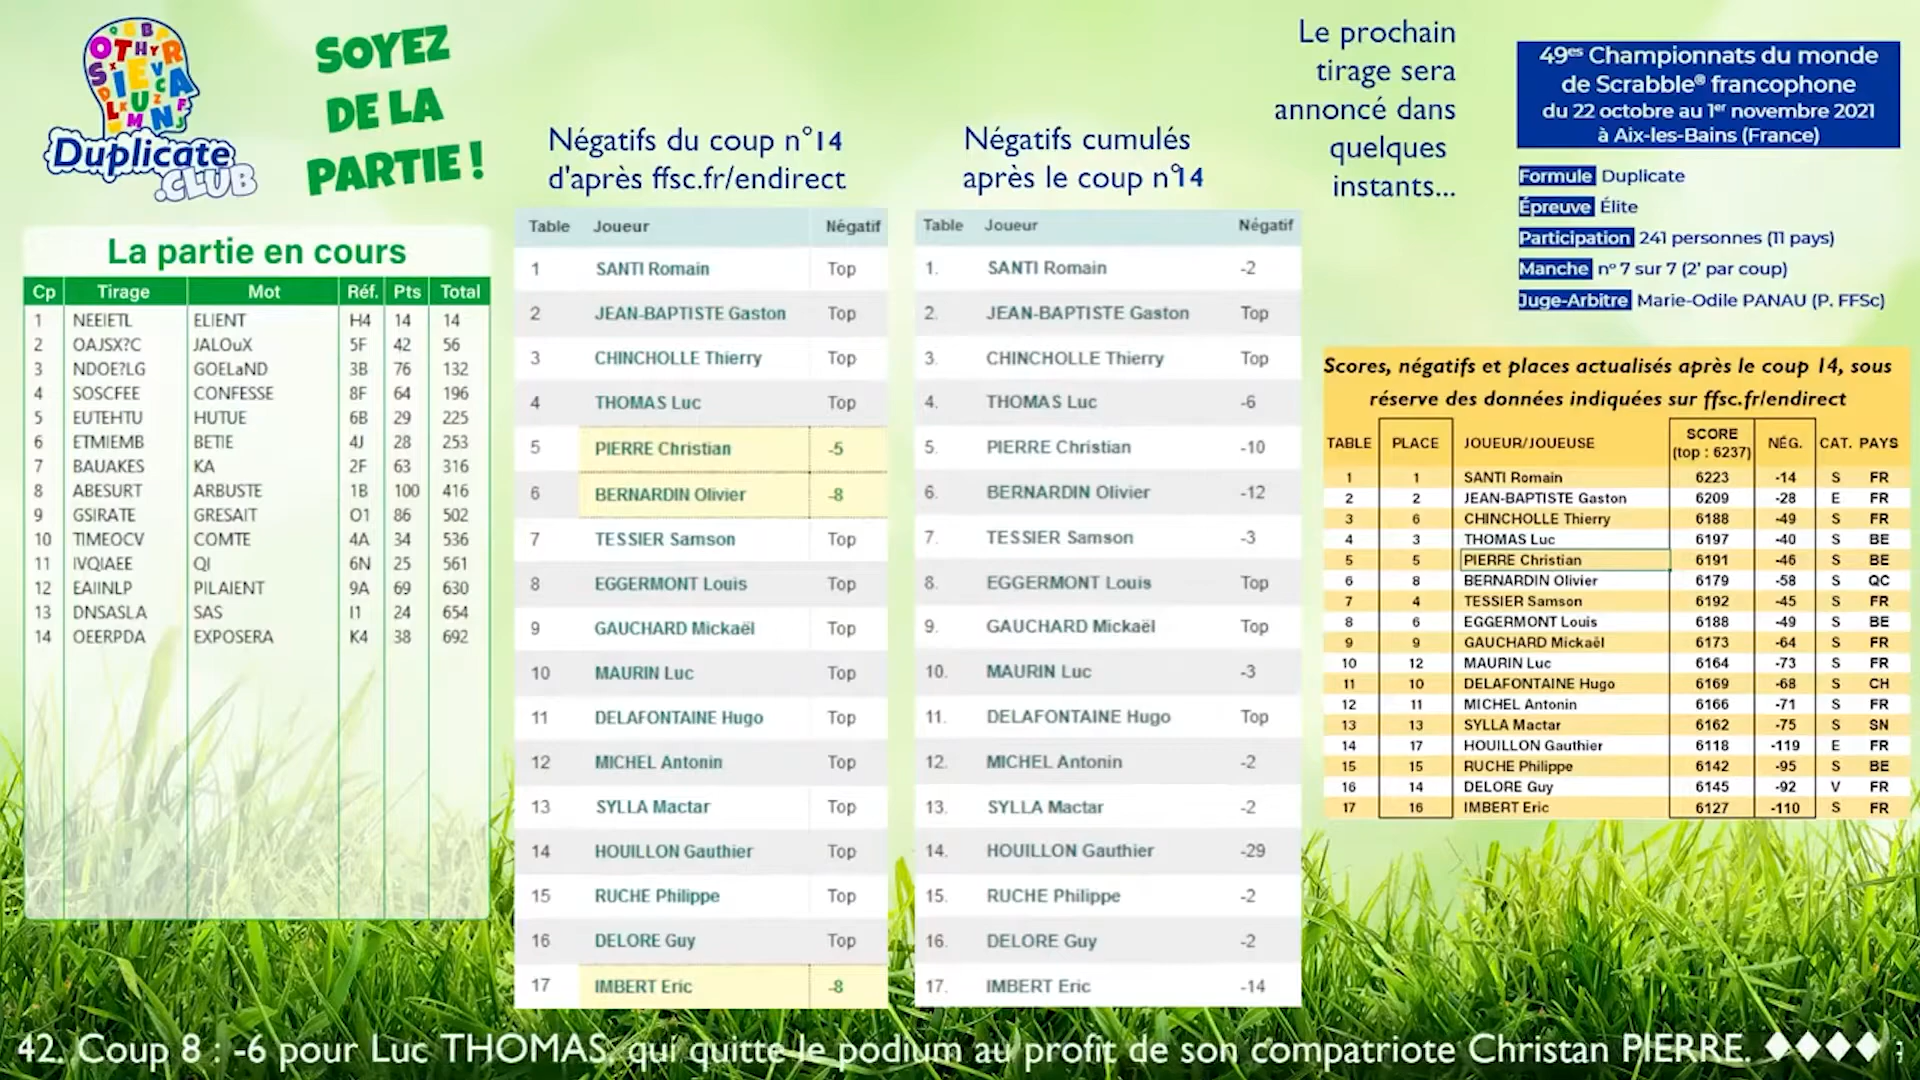 Duplicate
.CLUB
SOYEZ
DE LA
PARTIE !
La partie en cours
Cp Tirage Mot Réf. Pts Total
1 NEEIETL ELIENT H4 14 14
2 OAJSX?C JALOuX 5F 42 56
3 NDOE?LG GOELaND 3B 76 132
4 SOSCFEE CONFESSE 8F 64 196
5 EUTEHTU HUTUE 6B 29 225
6 ETMIEMB BETIE 4J 28 253
7 BAUAKES KA 2F 63 316
8 ABESURT ARBUSTE 1B 100 416
9 GSIRATE GRESAIT O1 86 502
10 TIMEOCV COMTE 4A 34 536
11 IVQIAEE QI 6N 25 561
12 EAIINLP PILAIENT 9A 69 630
13 DNSASLA SAS I1 24 654
14 OEERPDA EXPOSERA K4 38 692
Négatifs du coup n°14
d'après ffsc.fr/endirect
Table Joueur Négatif
1 SANTI Romain Top
2 JEAN-BAPTISTE Gaston Top
3 CHINCHOLLE Thierry Top
4 THOMAS Luc Top
5 PIERRE Christian -5
6 BERNARDIN Olivier -8
7 TESSIER Samson Top
8 EGGERMONT Louis Top
9 GAUCHARD Mickaël Top
10 MAURIN Luc Top
11 DELAFONTAINE Hugo Top
12 MICHEL Antonin Top
13 SYLLA Mactar Top
14 HOUILLON Gauthier Top
15 RUCHE Philippe Top
16 DELORE Guy Top
17 IMBERT Eric -8
Négatifs cumulés
après le coup n°14
Table Joueur Négatif
1. SANTI Romain -2
2. JEAN-BAPTISTE Gaston Top
3. CHINCHOLLE Thierry Top
4. THOMAS Luc -6
5. PIERRE Christian -10
6. BERNARDIN Olivier -12
7. TESSIER Samson -3
8. EGGERMONT Louis Top
9. GAUCHARD Mickaël Top
10. MAURIN Luc -3
11. DELAFONTAINE Hugo Top
12. MICHEL Antonin -2
13. SYLLA Mactar -2
14. HOUILLON Gauthier -29
15. RUCHE Philippe -2
16. DELORE Guy -2
17. IMBERT Eric -14
Le prochain
tirage sera
annoncé dans
quelques
instants...
49es Championnats du monde
de Scrabble® francophone
du 22 octobre au 1er novembre 2021
à Aix-les-Bains (France)
Formule Duplicate
Épreuve Élite
Participation 241 personnes (11 pays)
Manche n° 7 sur 7 (2' par coup)
Juge-Arbitre Marie-Odile PANAU (P. FFSc)
Scores, négatifs et places actualisés après le coup 14, sous
réserve des données indiquées sur ffsc.fr/endirect
TABLE PLACE JOUEUR/JOUEUSE SCORE (top : 6237) NÉG. CAT. PAYS
1 1 SANTI Romain 6223 -14 S FR
2 2 JEAN-BAPTISTE Gaston 6209 -28 E FR
3 6 CHINCHOLLE Thierry 6188 -49 S FR
4 3 THOMAS Luc 6197 -40 S BE
5 5 PIERRE Christian 6191 -46 S BE
6 8 BERNARDIN Olivier 6179 -58 S QC
7 4 TESSIER Samson 6192 -45 S FR
8 6 EGGERMONT Louis 6188 -49 S BE
9 9 GAUCHARD Mickaël 6173 -64 S FR
10 12 MAURIN Luc 6164 -73 S FR
11 10 DELAFONTAINE Hugo 6169 -68 S CH
12 11 MICHEL Antonin 6166 -71 S FR
13 13 SYLLA Mactar 6162 -75 S SN
14 17 HOUILLON Gauthier 6118 -119 E FR
15 15 RUCHE Philippe 6142 -95 S BE
16 14 DELORE Guy 6145 -92 V FR
17 16 IMBERT Eric 6127 -110 S FR
42. Coup 8 : -6 pour Luc THOMAS, qui quitte le podium au profit de son compatriote Christan PIERRE. ♦♦♦♦